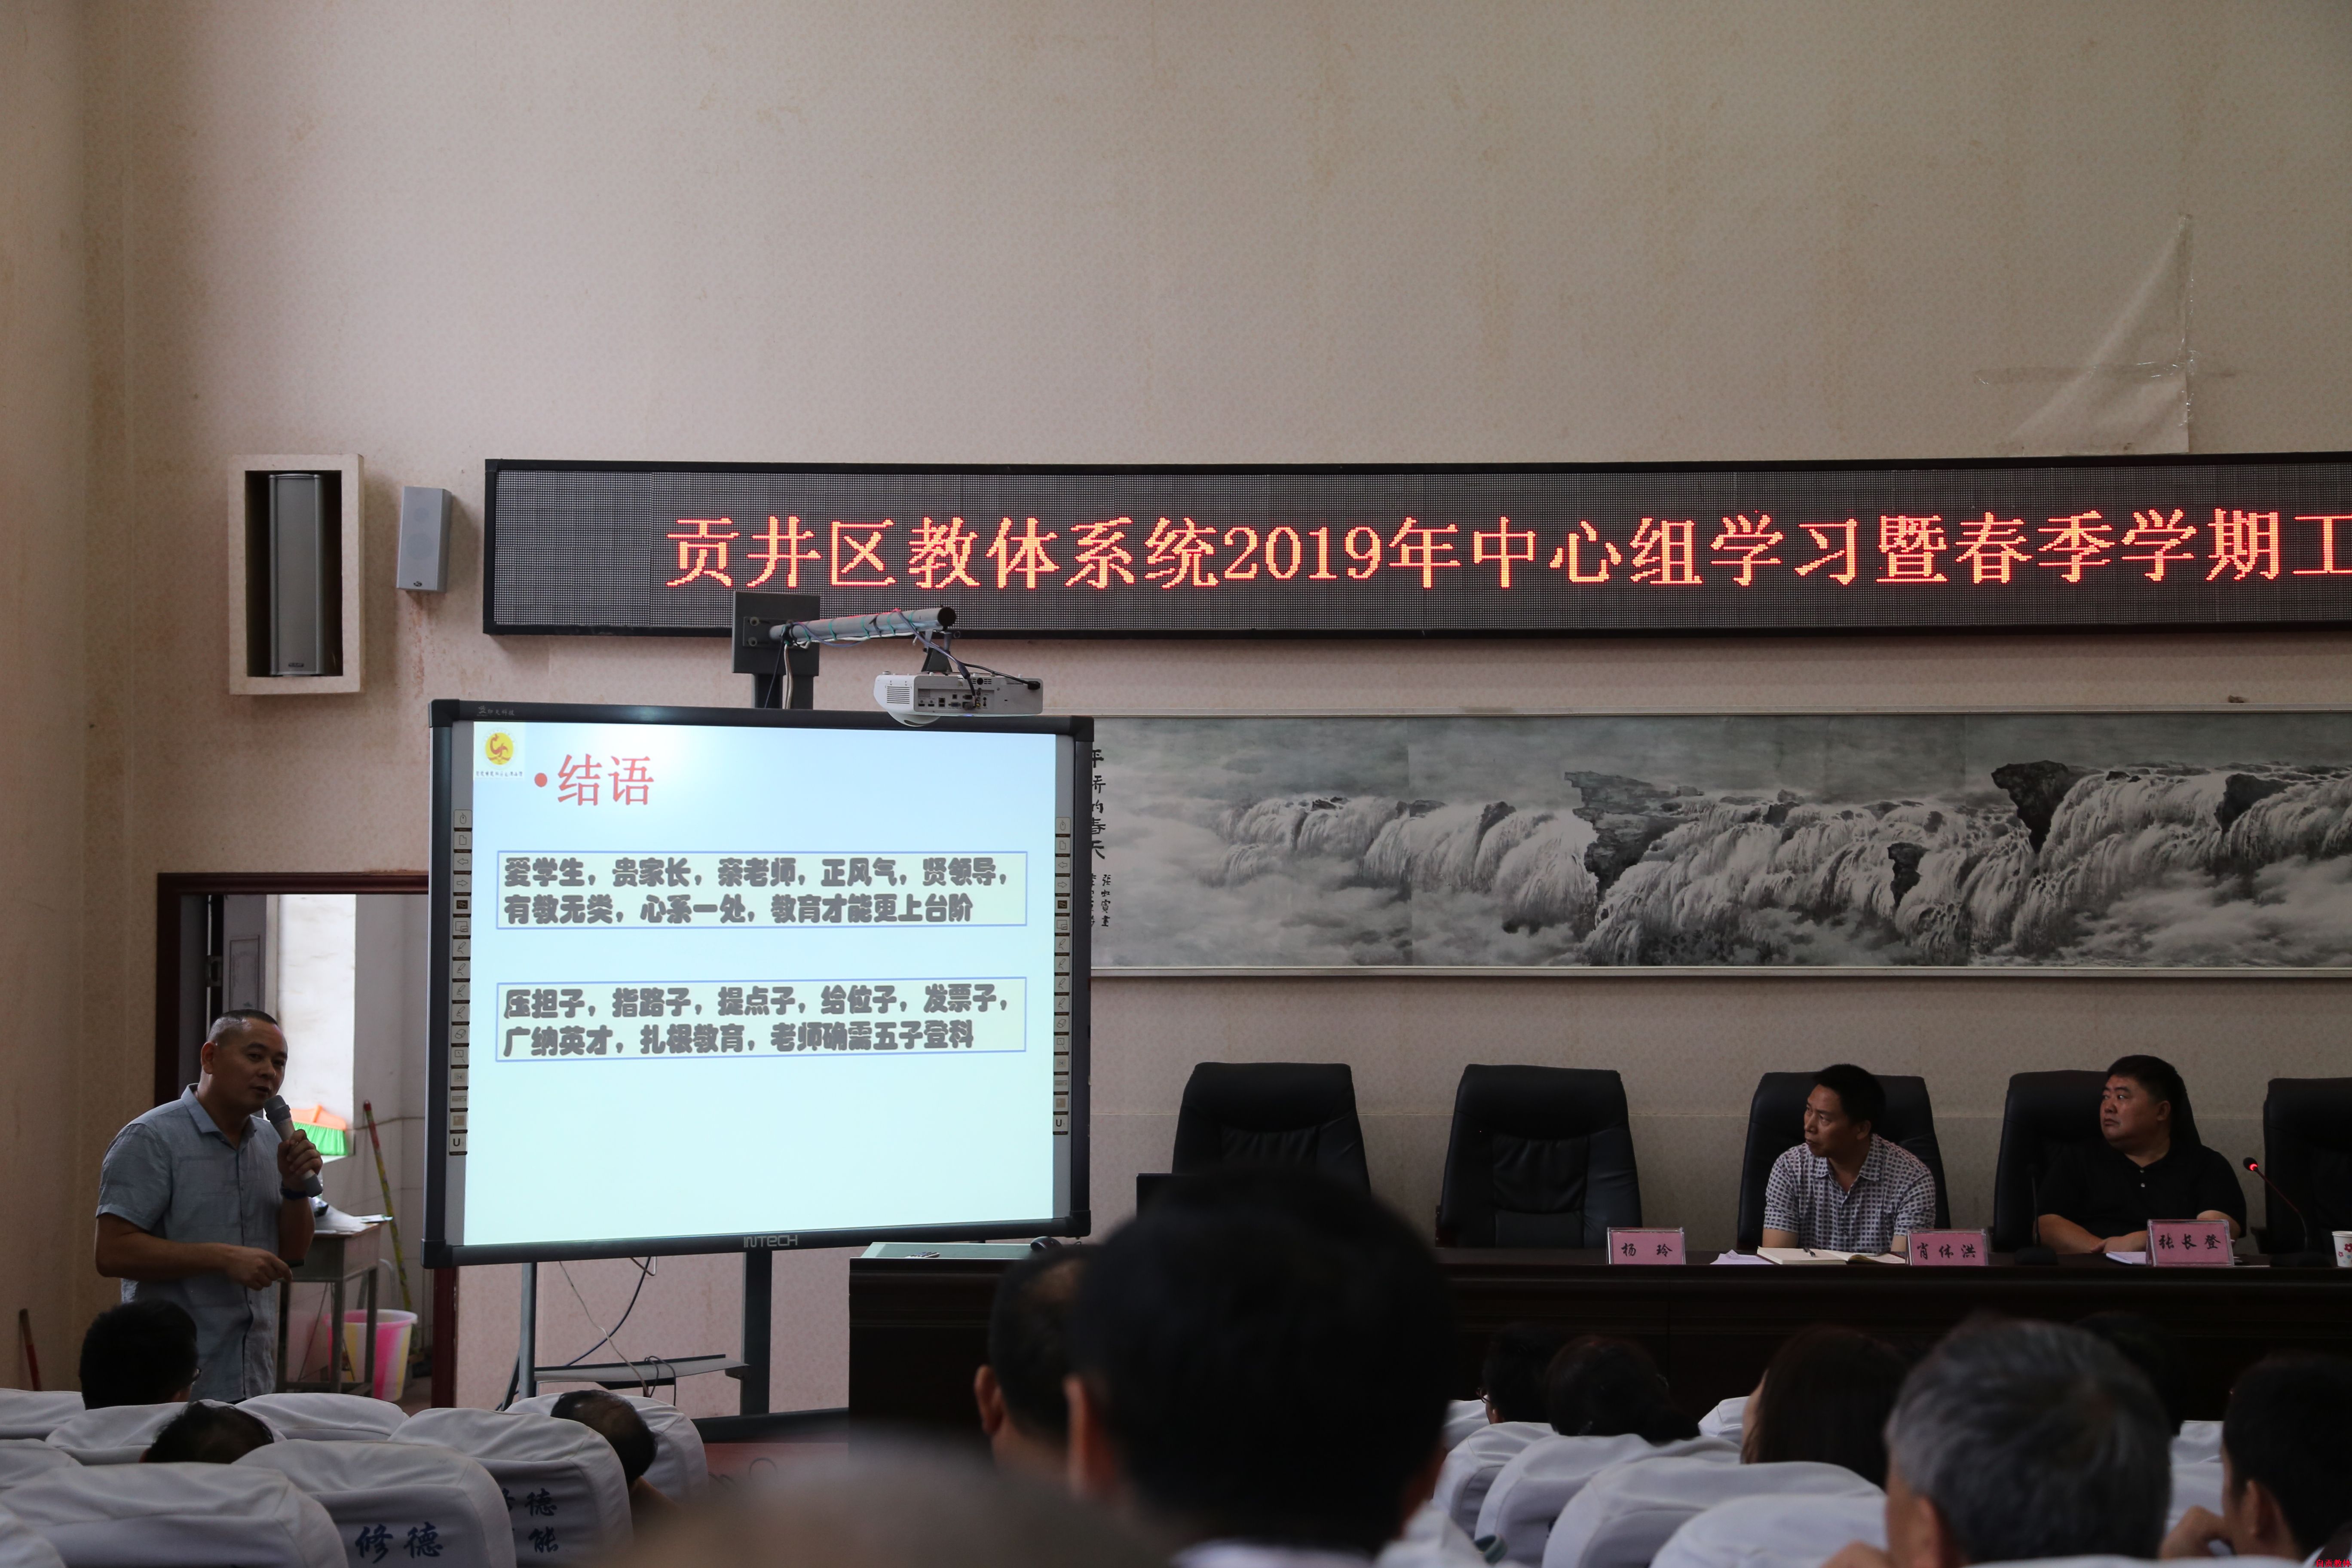 贡井区教体系统2019年中心组学习暨春季学期工
•结语
爱学生，贵家长，亲老师，正风气，贤领导，
有教无类，心系一处，教育才能更上台阶
压担子，指路子，提点子，给位子，发票子，
广纳英才，扎根教育，老师确需五子登科
INTECH
杨 玲
肖体洪
张长登
修德
德
能